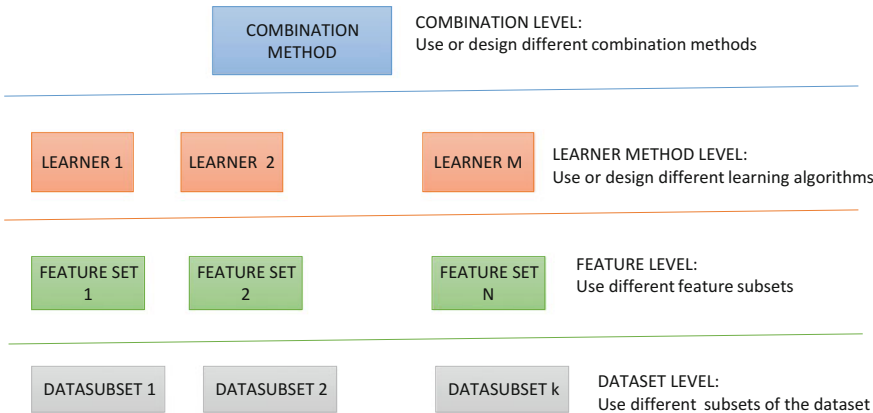 COMBINATION
METHOD
COMBINATION LEVEL:
Use or design different combination methods
LEARNER 1
LEARNER 2
LEARNER M
LEARNER METHOD LEVEL:
Use or design different learning algorithms
FEATURE SET
1
FEATURE SET
2
FEATURE SET
N
FEATURE LEVEL:
Use different feature subsets
DATASUBSET 1
DATASUBSET 2
DATASUBSET k
DATASET LEVEL:
Use different subsets of the dataset